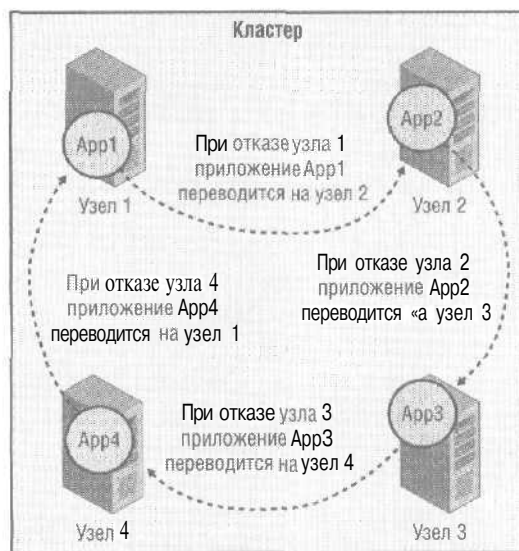 Кластер
App1
Узел 1
При отказе узла 1
приложение App1
переводится на узел 2
App2
Узел 2
При отказе узла 2
приложение App2
переводится «а узел 3
При отказе узла 4
приложение App4
переводится на узел 1
При отказе узла 3
приложение App3
переводится на узел 4
App4
Узел 4
App3
Узел 3